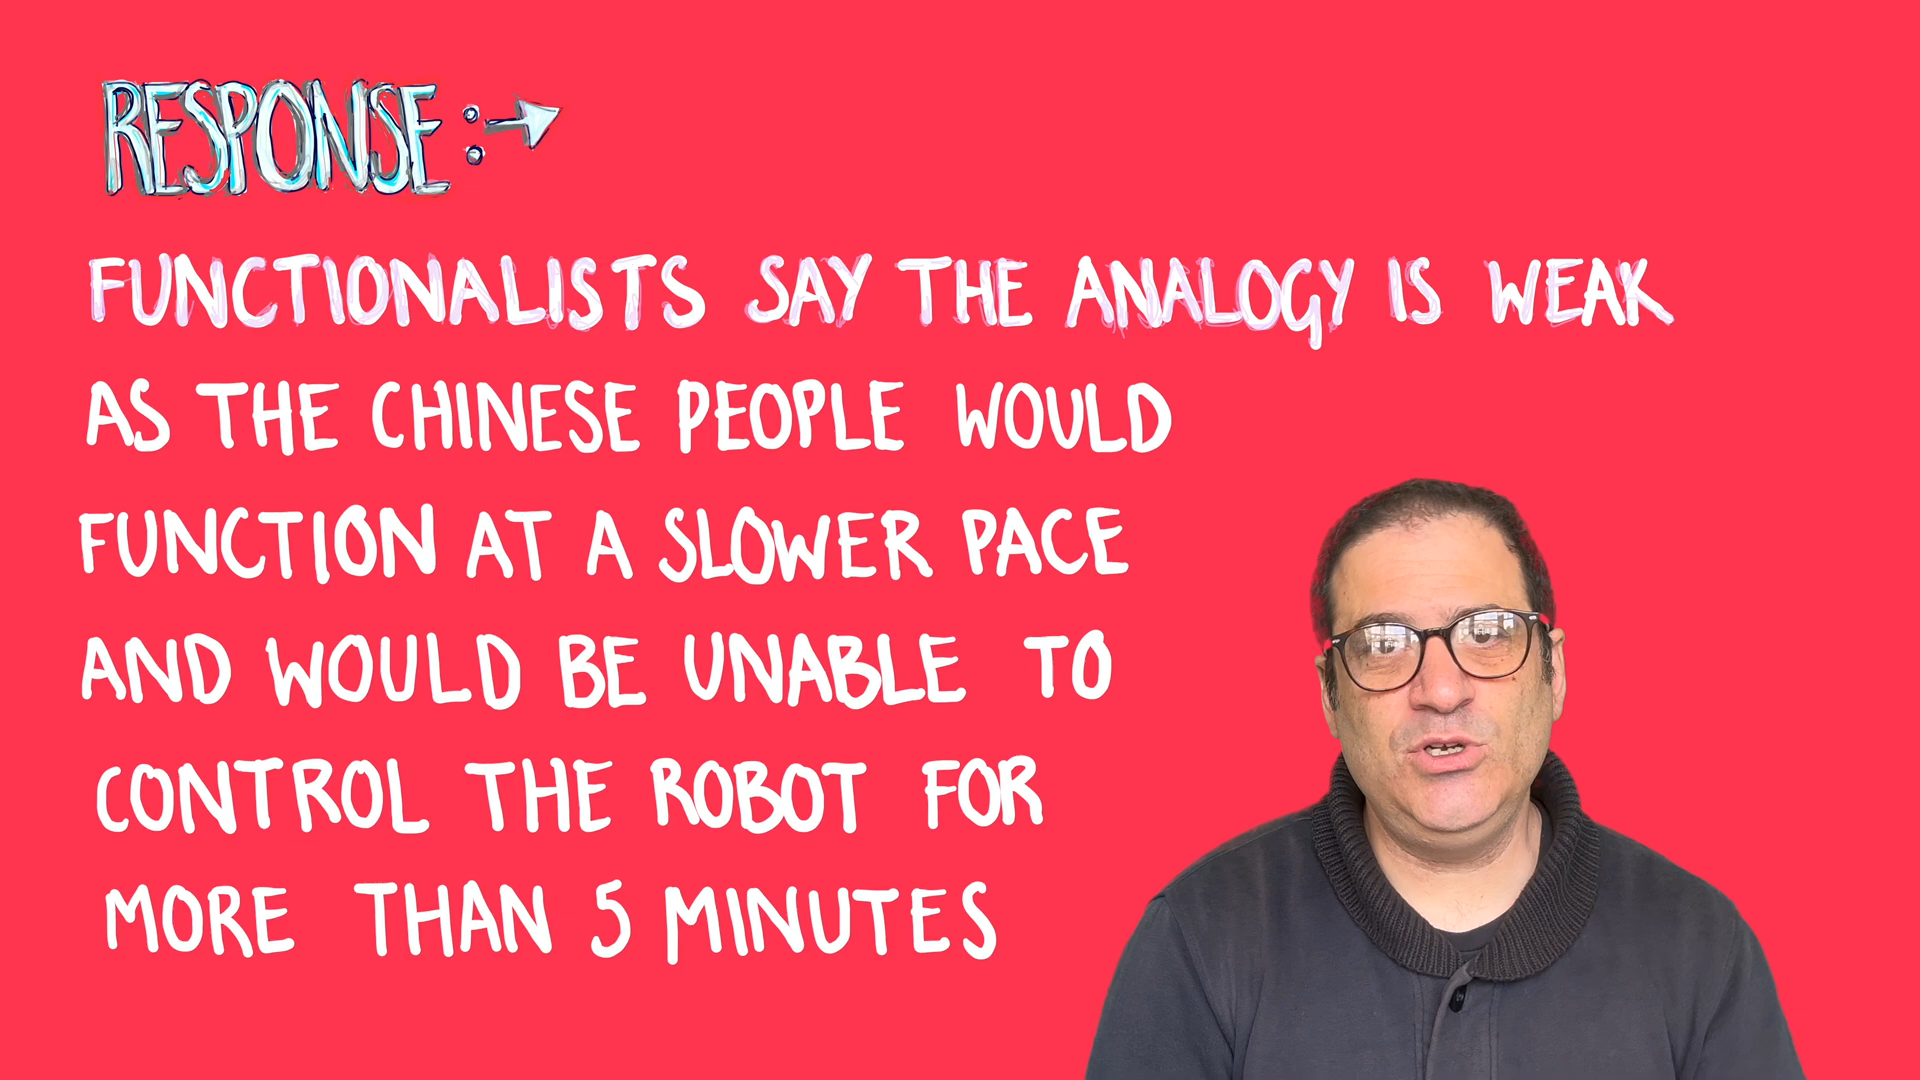 RESPONSE:→
FUNCTIONALISTS SAY THE ANALOGY IS WEAK
AS THE CHINESE PEOPLE WOULD
FUNCTION AT A SLOWER PACE
AND WOULD BE UNABLE TO
CONTROL THE ROBOT FOR
MORE THAN 5 MINUTES